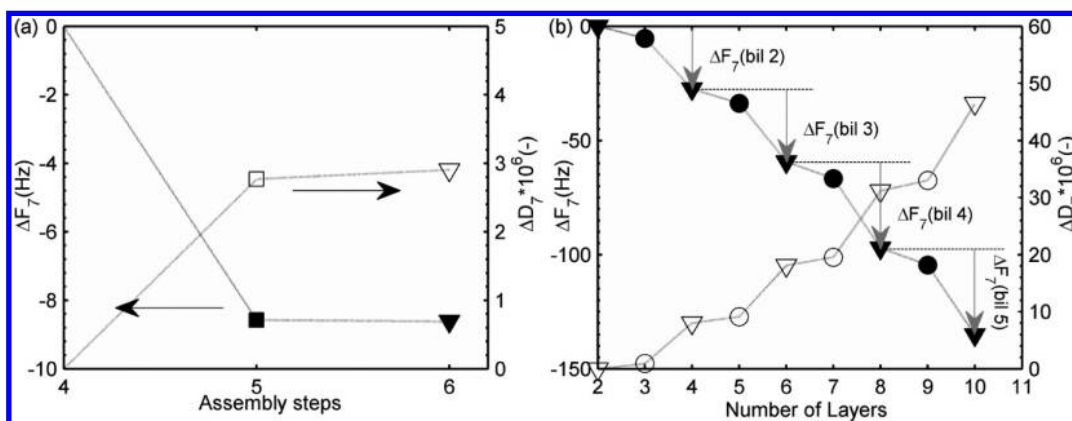 (a)
0
-2
-4
-6
-8
-10
ΔF7(Hz)
4
5
6
Assembly steps
5
4
3
2
1
0
ΔD7*10^6(-)
(b)
0
-50
-100
-150
ΔF7(Hz)
2 3 4 5 6 7 8 9 10 11
Number of Layers
60
50
40
30
20
10
0
*10^6(-)
ΔF7(bil 2)
ΔF7(bil 3)
ΔF7(bil 4)
ΔF7(bil 5)